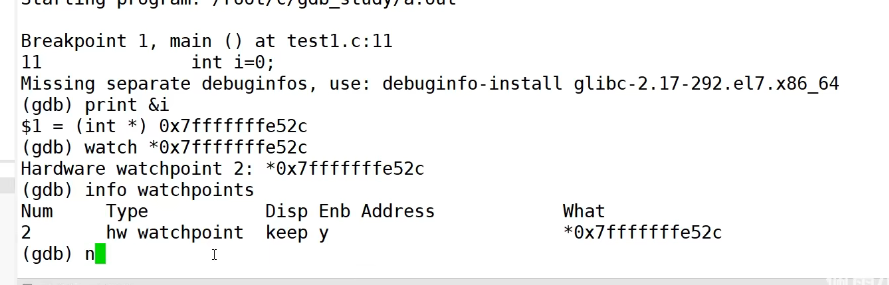 Starting program: /root/c/gdb_study/a.out
Breakpoint 1, main () at test1.c:11
11              int i=0;
Missing separate debuginfos, use: debuginfo-install glibc-2.17-292.el7.x86_64
(gdb) print &i
$1 = (int *) 0x7fffffffe52c
(gdb) watch *0x7fffffffe52c
Hardware watchpoint 2: *0x7fffffffe52c
(gdb) info watchpoints
Num     Type           Disp Enb Address            What
2       hw watchpoint  keep y                      *0x7fffffffe52c
(gdb) n